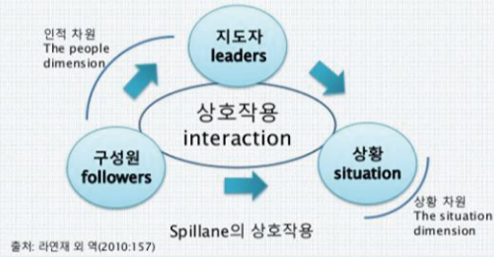 인적 차원
The people
dimension
지도자
leaders
상호작용
interaction
구성원
followers
상황
situation
상황 차원
The situation
dimension
Spillane의 상호작용
출처: 라연재 외 역(2010:157)